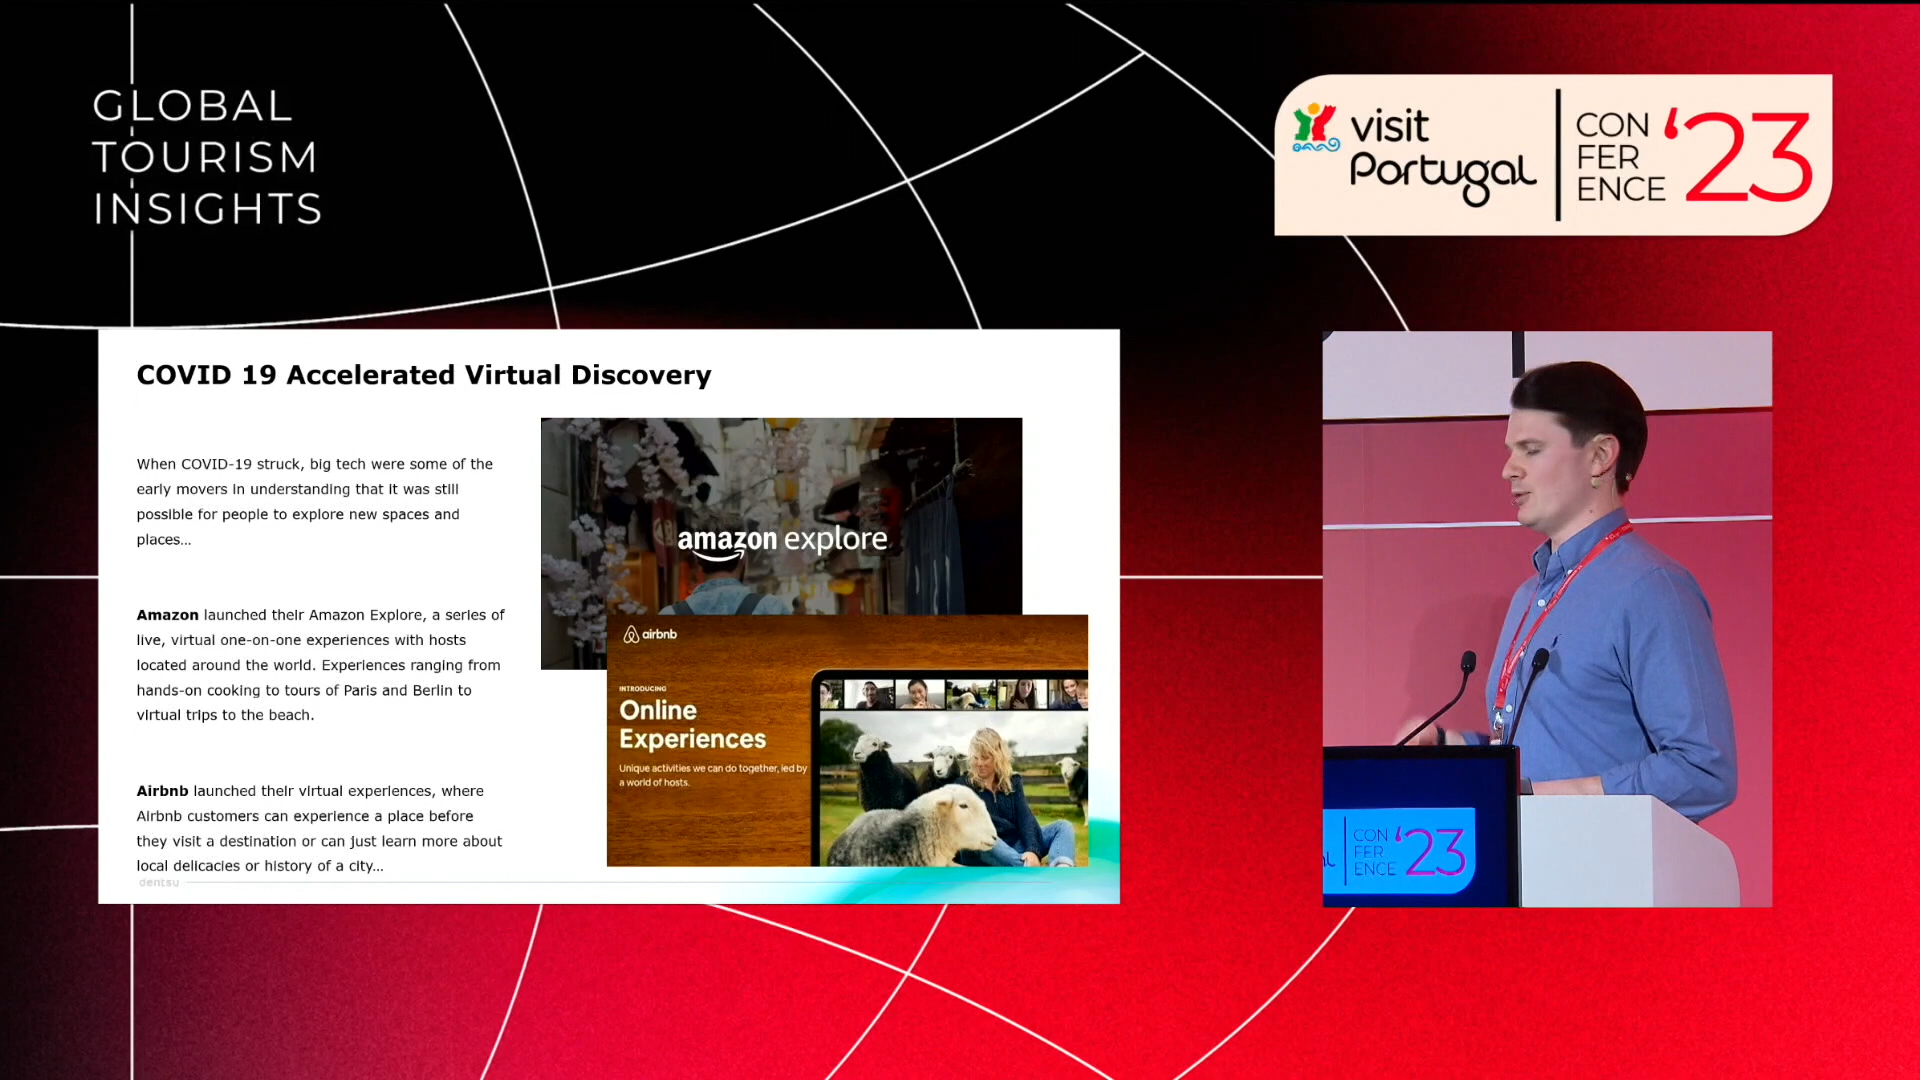 GLOBAL
TOURISM
INSIGHTS
visit
Portugal
CON
FER
ENCE
'23
COVID 19 Accelerated Virtual Discovery
When COVID-19 struck, big tech were some of the
early movers in understanding that it was still
possible for people to explore new spaces and
places...
Amazon launched their Amazon Explore, a series of
live, virtual one-on-one experiences with hosts
located around the world. Experiences ranging from
hands-on cooking to tours of Paris and Berlin to
virtual trips to the beach.
Airbnb launched their virtual experiences, where
Airbnb customers can experience a place before
they visit a destination or can just learn more about
local delicacies or history of a city...
dentsu
amazon explore
airbnb
INTRODUCING
Online
Experiences
Unique activities we can do together, led by
a world of hosts.
CON
FER
ENCE
'23